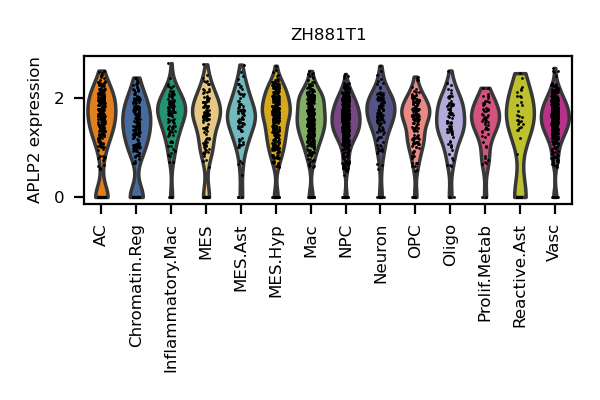 ZH881T1
APLP2 expression
2
0
AC
Chromatin.Reg
Inflammatory.Mac
MES
MES.Ast
MES.Hyp
Mac
NPC
Neuron
OPC
Oligo
Prolif.Metab
Reactive.Ast
Vasc